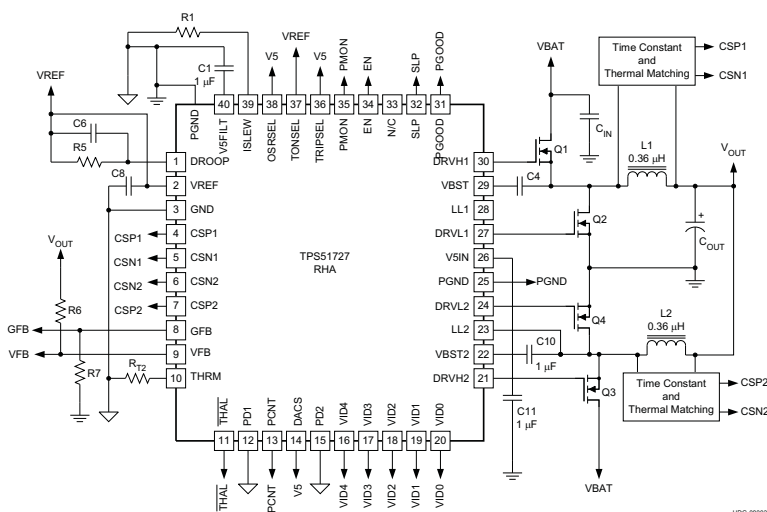 R1
VREF
C1
1 µF
V5
VREF
V5
PMON
EN
SLP
PGOOD
VBAT
Time Constant
and
Thermal Matching
CSP1
CSN1
C6
R5
C8
PGND
40
39
38
37
36
35
34
33
32
31
V5FILT
ISLEW
OSRSEL
TONSEL
TRIPSEL
PMON
EN
N/C
SLP
PGOOD
CIN
Q1
1
DROOP
2
VREF
3
GND
CSP1
4
CSP1
CSN1
5
CSN1
CSN2
6
CSN2
CSP2
7
CSP2
GFB
8
GFB
VFB
9
VFB
10
THRM
VOUT
R6
R7
RT2
TPS51727
RHA
DRVH1
30
VBST
29
LL1
28
DRVL1
27
V5IN
26
PGND
25
PGND
DRVL2
24
LL2
23
VBST2
22
DRVH2
21
C4
L1
0.36 µH
VOUT
Q2
+
COUT
Q4
L2
0.36 µH
C10
1 µF
Q3
C11
1 µF
Time Constant
and
Thermal Matching
CSP2
CSN2
VBAT
THAL
PD1
PCNT
DACS
PD2
VID4
VID3
VID2
VID1
VID0
11
12
13
14
15
16
17
18
19
20
THAL
PCNT
V5
VID4
VID3
VID2
VID1
VID0